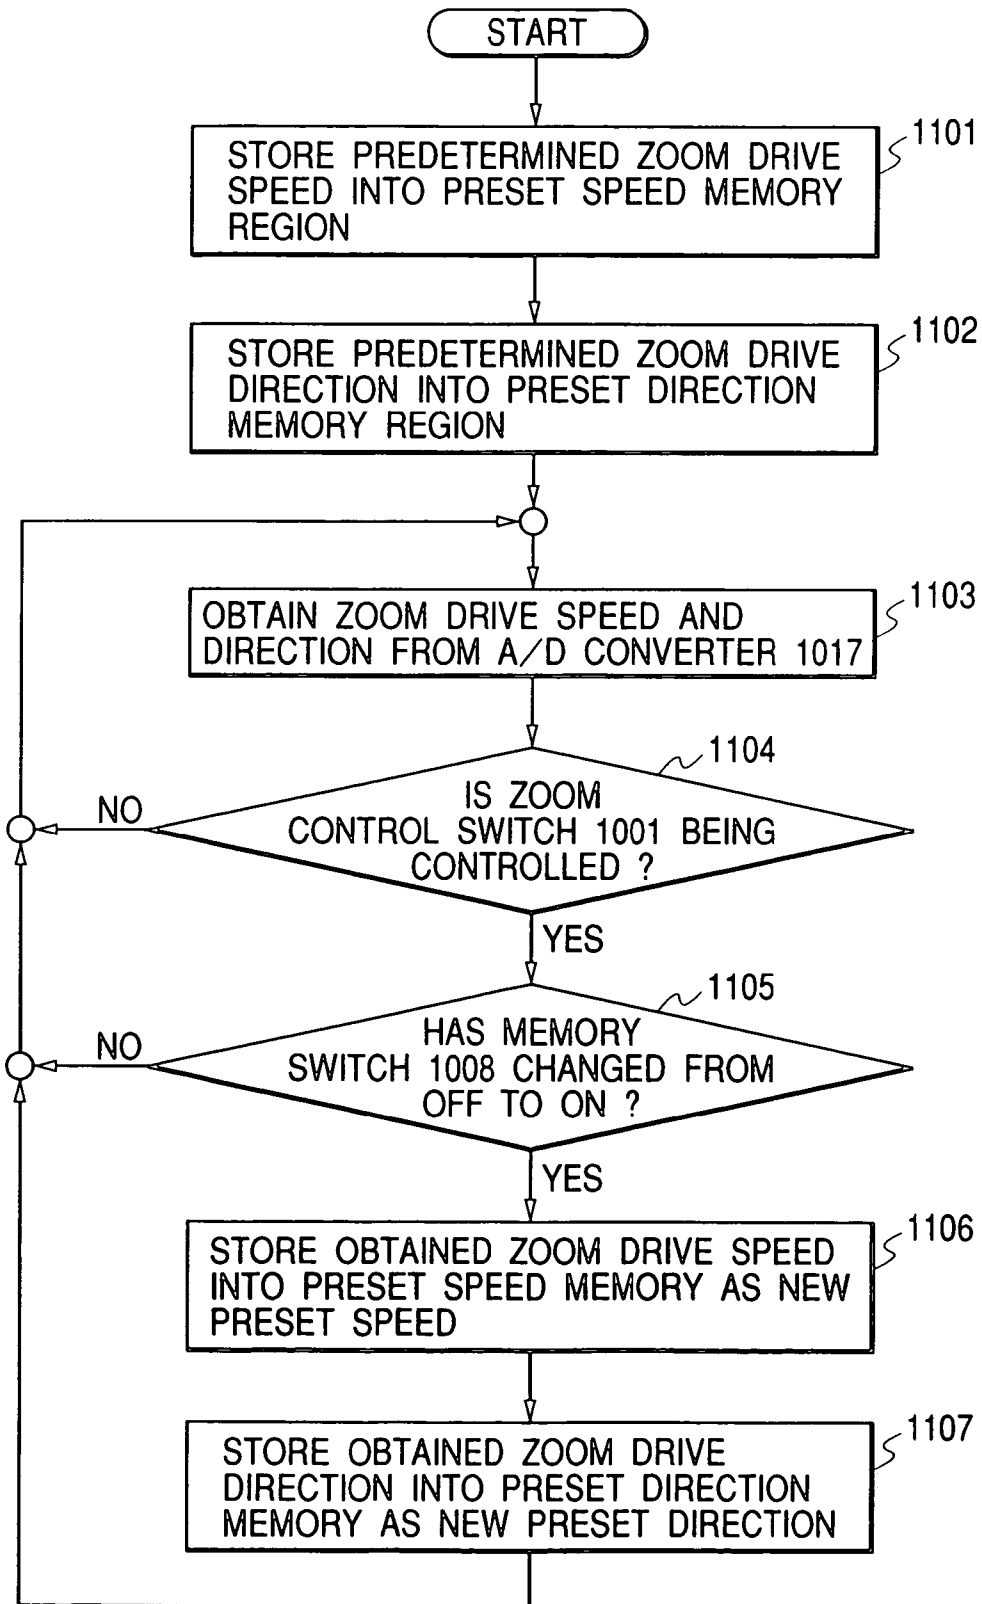 START
1101
STORE PREDETERMINED ZOOM DRIVE
SPEED INTO PRESET SPEED MEMORY
REGION
1102
STORE PREDETERMINED ZOOM DRIVE
DIRECTION INTO PRESET DIRECTION
MEMORY REGION
1103
OBTAIN ZOOM DRIVE SPEED AND
DIRECTION FROM A/D CONVERTER 1017
1104
IS ZOOM
CONTROL SWITCH 1001 BEING
CONTROLLED ?
NO
YES
1105
HAS MEMORY
SWITCH 1008 CHANGED FROM
OFF TO ON ?
NO
YES
1106
STORE OBTAINED ZOOM DRIVE SPEED
INTO PRESET SPEED MEMORY AS NEW
PRESET SPEED
1107
STORE OBTAINED ZOOM DRIVE
DIRECTION INTO PRESET DIRECTION
MEMORY AS NEW PRESET DIRECTION